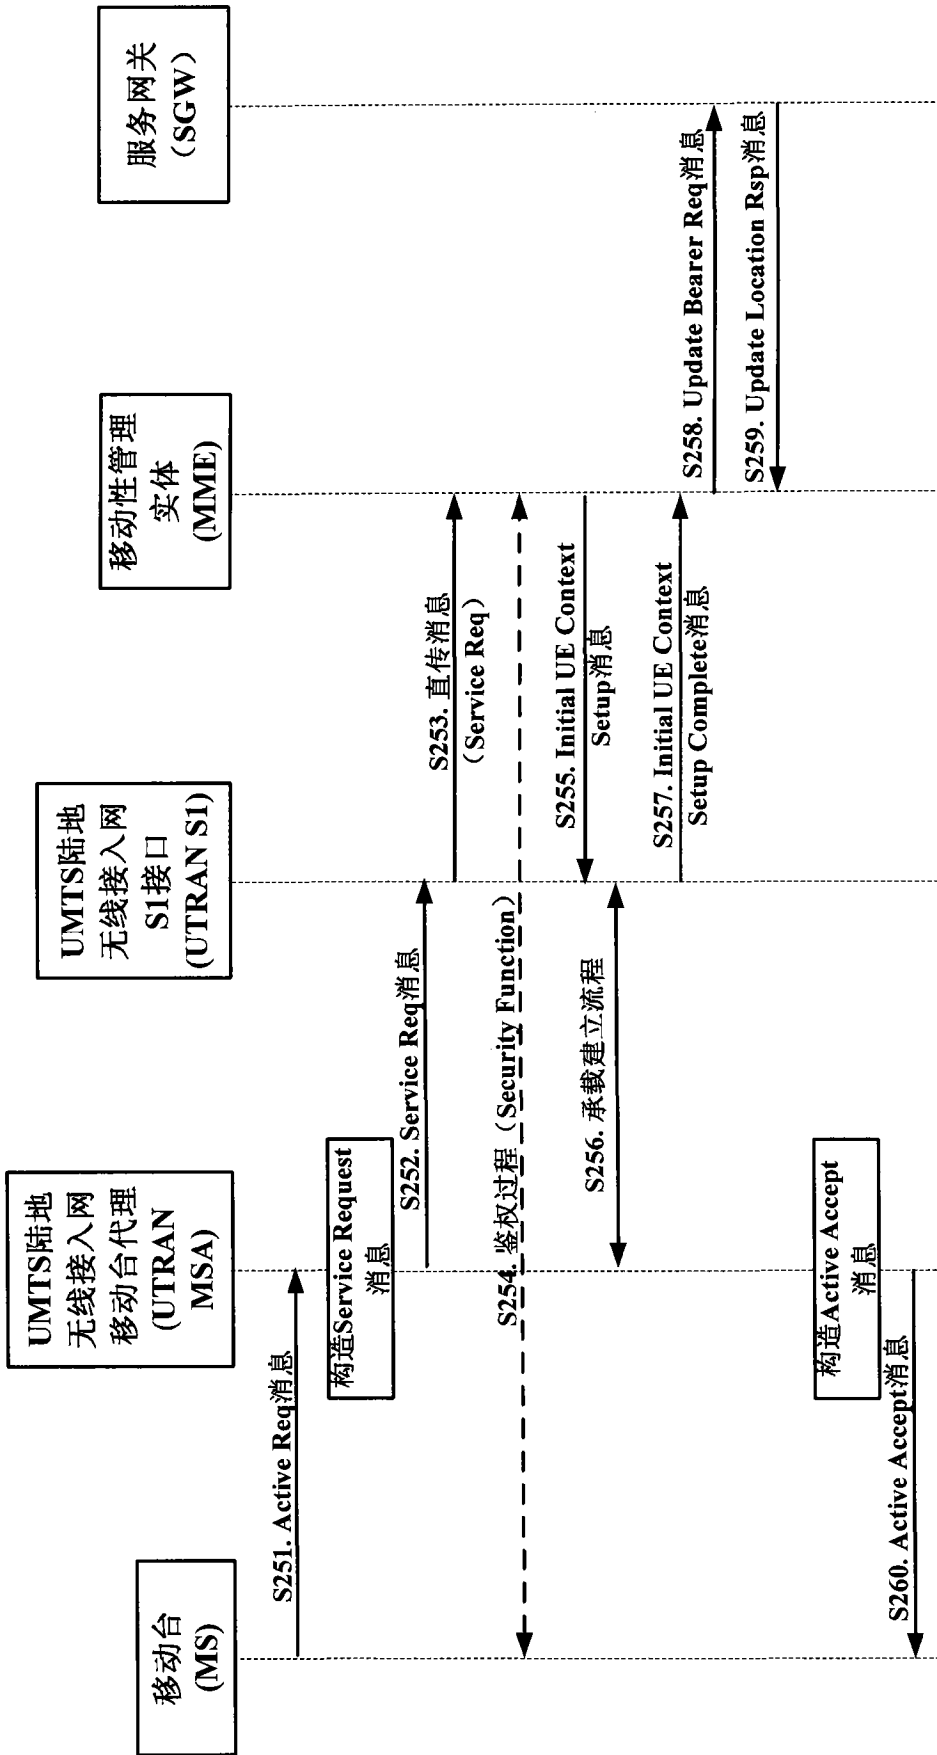 移动台
(MS)
UMTS陆地
无线接入网
移动台代理
(UTRAN
MSA)
UMTS陆地
无线接入网
S1接口
(UTRAN S1)
移动性管理
实体
(MME)
服务网关
（SGW）
S251. Active Req消息
构造Service Request
消息
S252. Service Req消息
S253. 直传消息
（Service Req）
S254. 鉴权过程（Security Function）
S255. Initial UE Context
Setup消息
S256. 承载建立流程
S257. Initial UE Context
Setup Complete消息
S258. Update Bearer Req消息
S259. Update Location Rsp消息
构造Active Accept
消息
S260. Active Accept消息